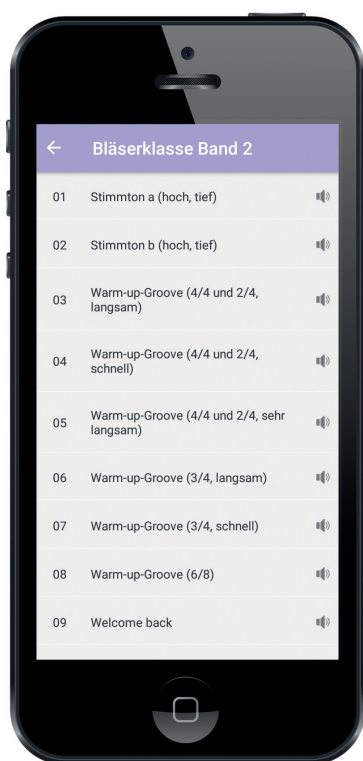 Bläserklasse Band 2
01 Stimmton a (hoch, tief)
02 Stimmton b (hoch, tief)
03 Warm-up-Groove (4/4 und 2/4,
langsam)
04 Warm-up-Groove (4/4 und 2/4,
schnell)
05 Warm-up-Groove (4/4 und 2/4, sehr
langsam)
06 Warm-up-Groove (3/4, langsam)
07 Warm-up-Groove (3/4, schnell)
08 Warm-up-Groove (6/8)
09 Welcome back